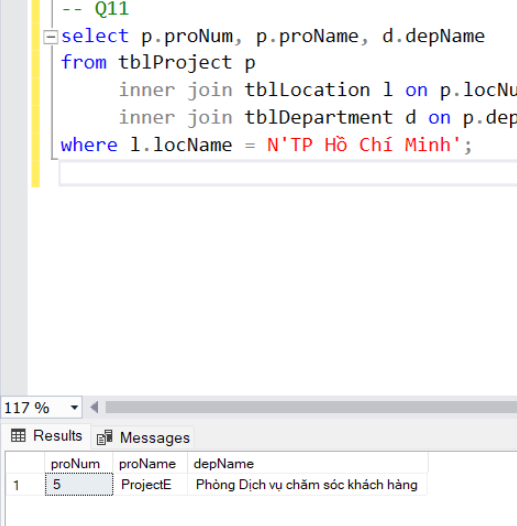 -- Q11
select p.proNum, p.proName, d.depName
from tblProject p
inner join tblLocation l on p.locNu
inner join tblDepartment d on p.dep
where l.locName = N'TP Hồ Chí Minh';
117 %
Results Messages
proNum proName depName
1 5 ProjectE Phòng Dịch vụ chăm sóc khách hàng